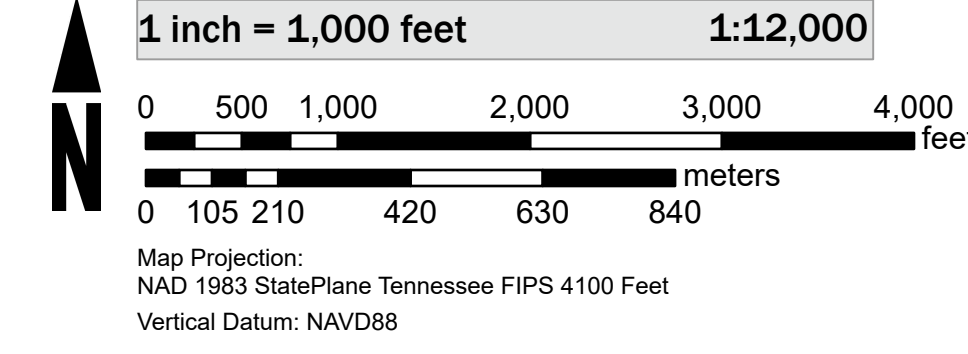 1 inch = 1,000 feet 1:12,000
0 500 1,000 2,000 3,000 4,000
feet
meters
0 105 210 420 630 840
N
Map Projection:
NAD 1983 StatePlane Tennessee FIPS 4100 Feet
Vertical Datum: NAVD88